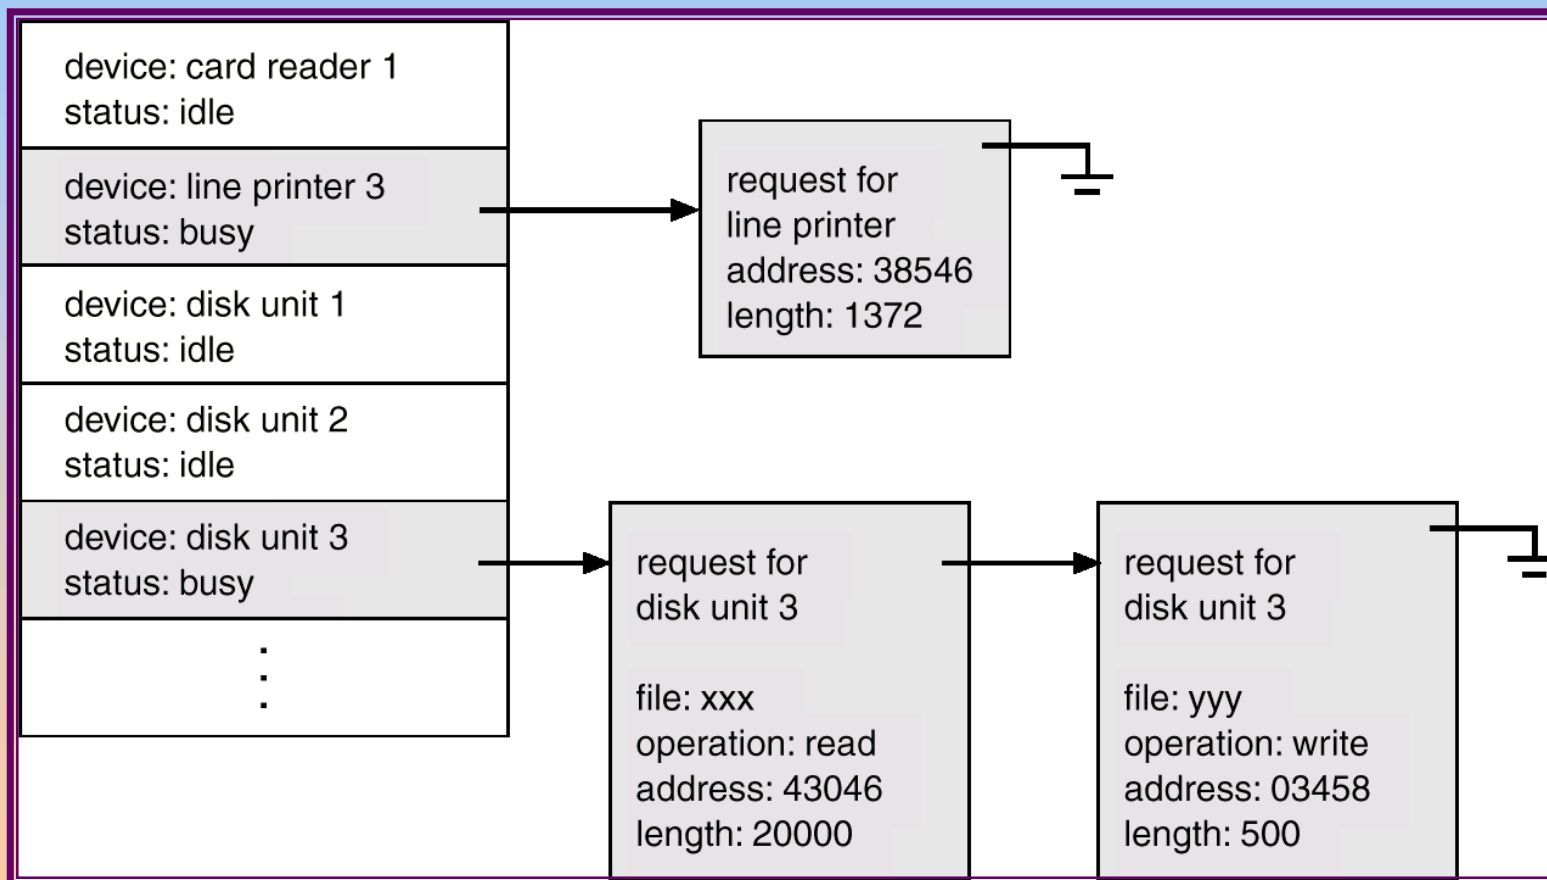 device: card reader 1
status: idle
device: line printer 3
status: busy
device: disk unit 1
status: idle
device: disk unit 2
status: idle
device: disk unit 3
status: busy
request for
line printer
address: 38546
length: 1372
request for
disk unit 3
file: xxx
operation: read
address: 43046
length: 20000
request for
disk unit 3
file: yyy
operation: write
address: 03458
length: 500